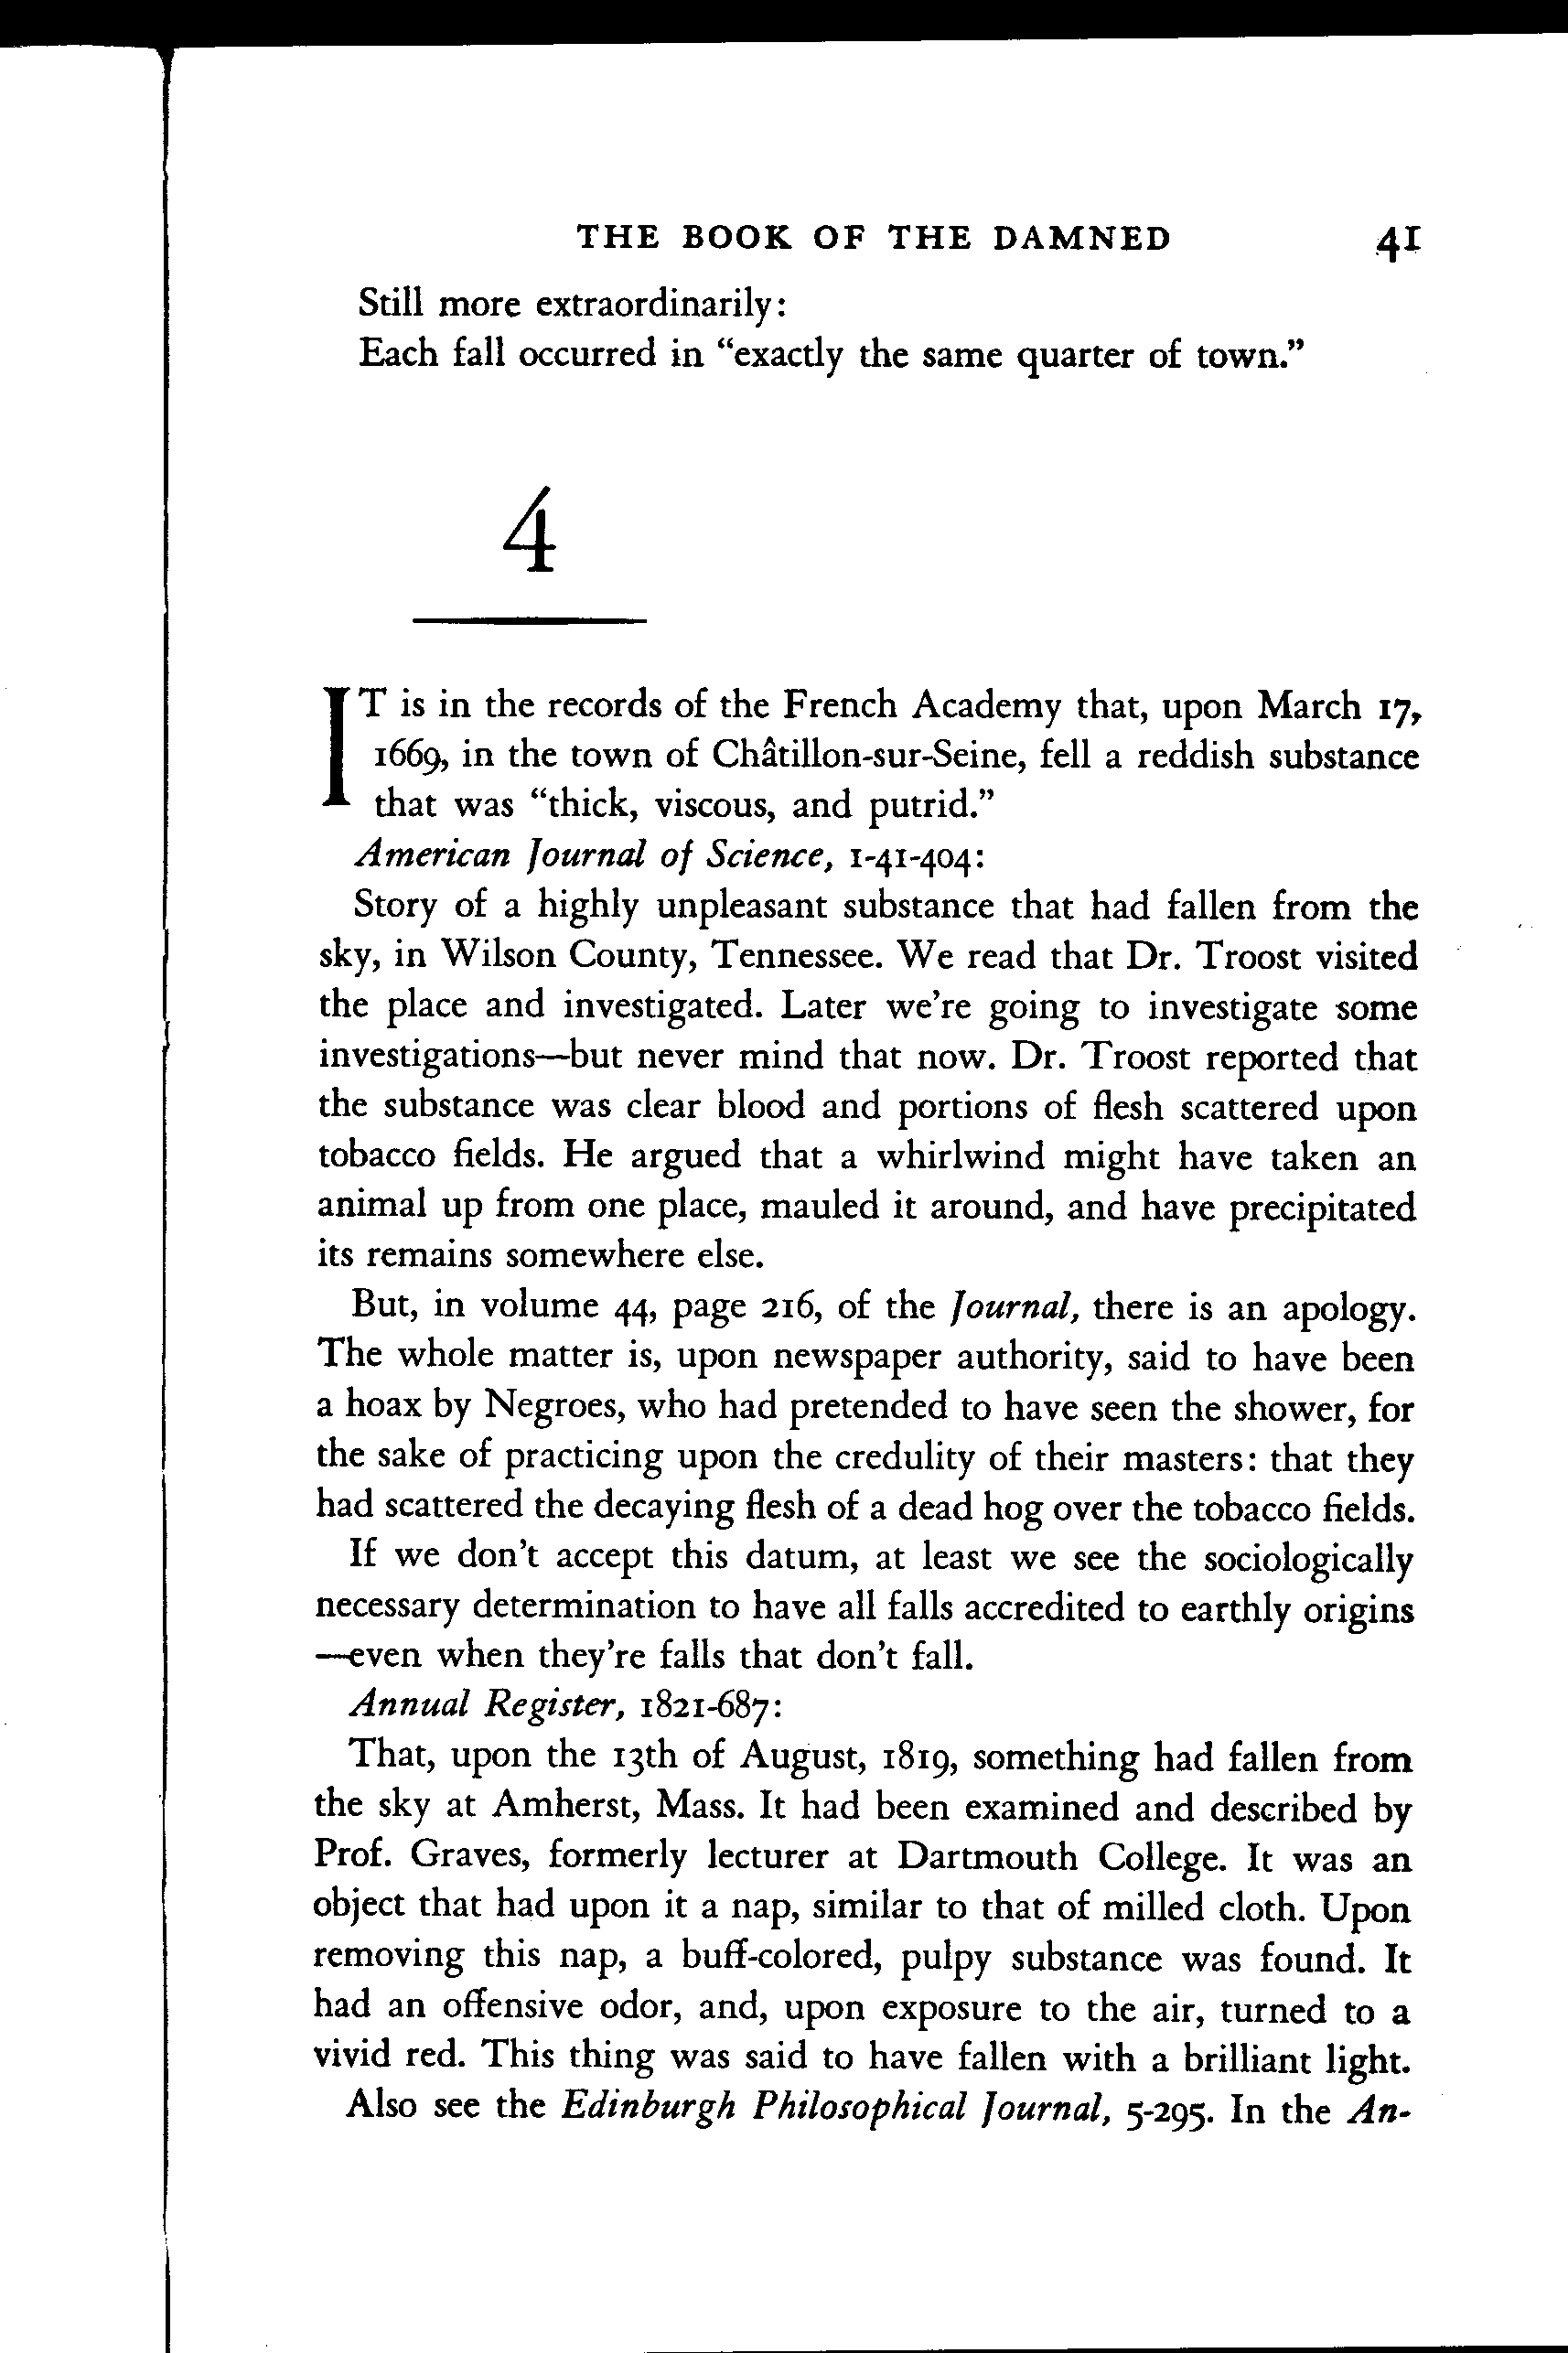 THE BOOK OF THE DAMNED 41
Still more extraordinarily:
Each fall occurred in “exactly the same quarter of town.”
4
IT is in the records of the French Academy that, upon March 17,
1669, in the town of Châtillon-sur-Seine, fell a reddish substance
that was “thick, viscous, and putrid.”
American Journal of Science, 1-41-404:
Story of a highly unpleasant substance that had fallen from the
sky, in Wilson County, Tennessee. We read that Dr. Troost visited
the place and investigated. Later we’re going to investigate some
investigations—but never mind that now. Dr. Troost reported that
the substance was clear blood and portions of flesh scattered upon
tobacco fields. He argued that a whirlwind might have taken an
animal up from one place, mauled it around, and have precipitated
its remains somewhere else.
But, in volume 44, page 216, of the Journal, there is an apology.
The whole matter is, upon newspaper authority, said to have been
a hoax by Negroes, who had pretended to have seen the shower, for
the sake of practicing upon the credulity of their masters: that they
had scattered the decaying flesh of a dead hog over the tobacco fields.
If we don’t accept this datum, at least we see the sociologically
necessary determination to have all falls accredited to earthly origins
—even when they’re falls that don’t fall.
Annual Register, 1821-687:
That, upon the 13th of August, 1819, something had fallen from
the sky at Amherst, Mass. It had been examined and described by
Prof. Graves, formerly lecturer at Dartmouth College. It was an
object that had upon it a nap, similar to that of milled cloth. Upon
removing this nap, a buff-colored, pulpy substance was found. It
had an offensive odor, and, upon exposure to the air, turned to a
vivid red. This thing was said to have fallen with a brilliant light.
Also see the Edinburgh Philosophical Journal, 5-295. In the An-